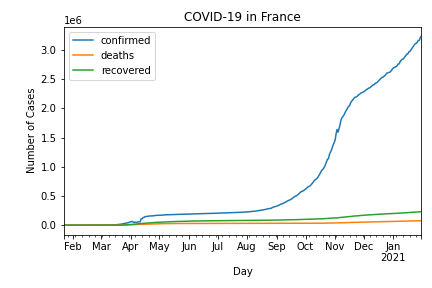 COVID-19 in France
1e6
confirmed
deaths
recovered
Number of Cases
3.0
2.5
2.0
1.5
1.0
0.5
0.0
Feb Mar Apr May Jun Jul Aug Sep Oct Nov Dec Jan
2021
Day